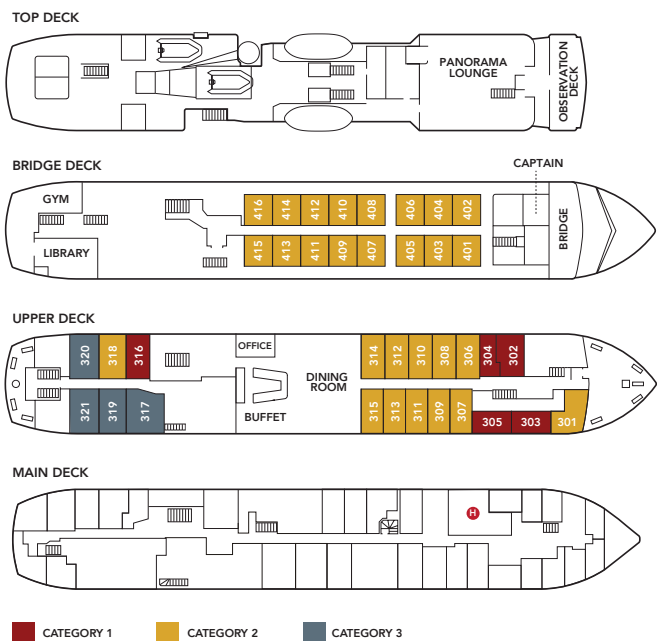 TOP DECK
PANORAMA
LOUNGE
OBSERVATION
DECK
BRIDGE DECK
CAPTAIN
GYM
416
414
412
410
408
406
404
402
BRIDGE
LIBRARY
415
413
411
409
407
405
403
401
UPPER DECK
320
318
316
OFFICE
314
312
310
308
306
304
302
DINING
ROOM
321
319
317
BUFFET
315
313
311
309
307
305
303
301
MAIN DECK
H
CATEGORY 1
CATEGORY 2
CATEGORY 3